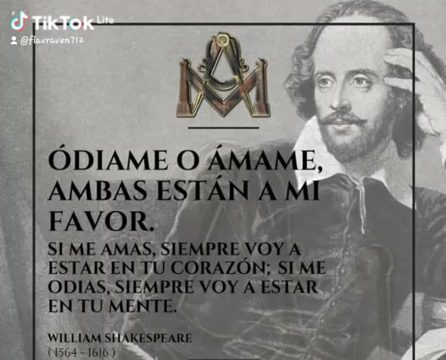 TikTok Lite
@flavraven712
ÓDIAME O ÁMAME,
AMBAS ESTÁN A MI
FAVOR.
SI ME AMAS, SIEMPRE VOY A
ESTAR EN TU CORAZÓN; SI ME
ODIAS, SIEMPRE VOY A ESTAR
EN TU MENTE.
WILLIAM SHAKESPEARE
( 1564 - 1616 )